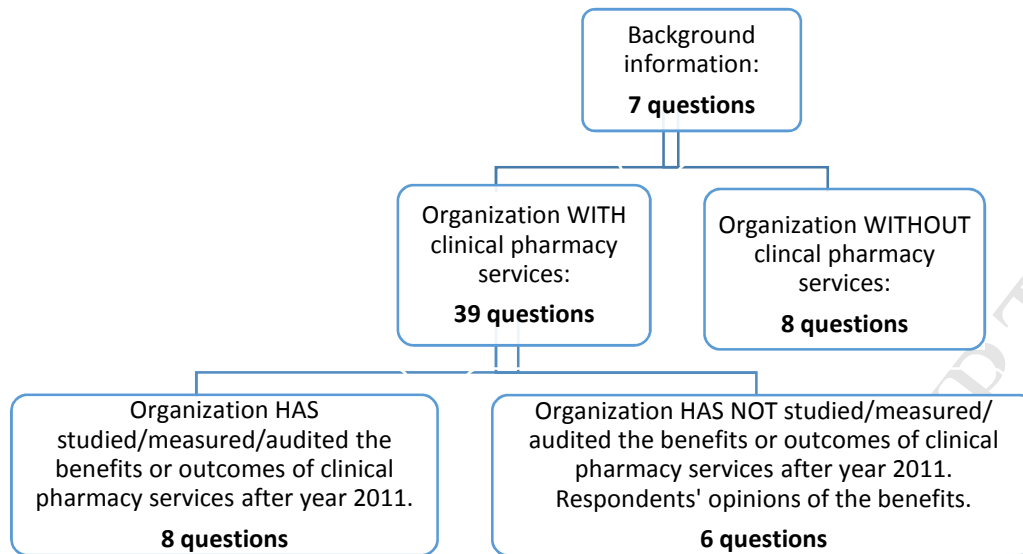 Background
information:
7 questions
Organization WITH
clinical pharmacy
services:
39 questions
Organization WITHOUT
clincal pharmacy
services:
8 questions
Organization HAS
studied/measured/audited the
benefits or outcomes of clinical
pharmacy services after year 2011.
8 questions
Organization HAS NOT studied/measured/
audited the benefits or outcomes of clinical
pharmacy services after year 2011.
Respondents' opinions of the benefits.
6 questions